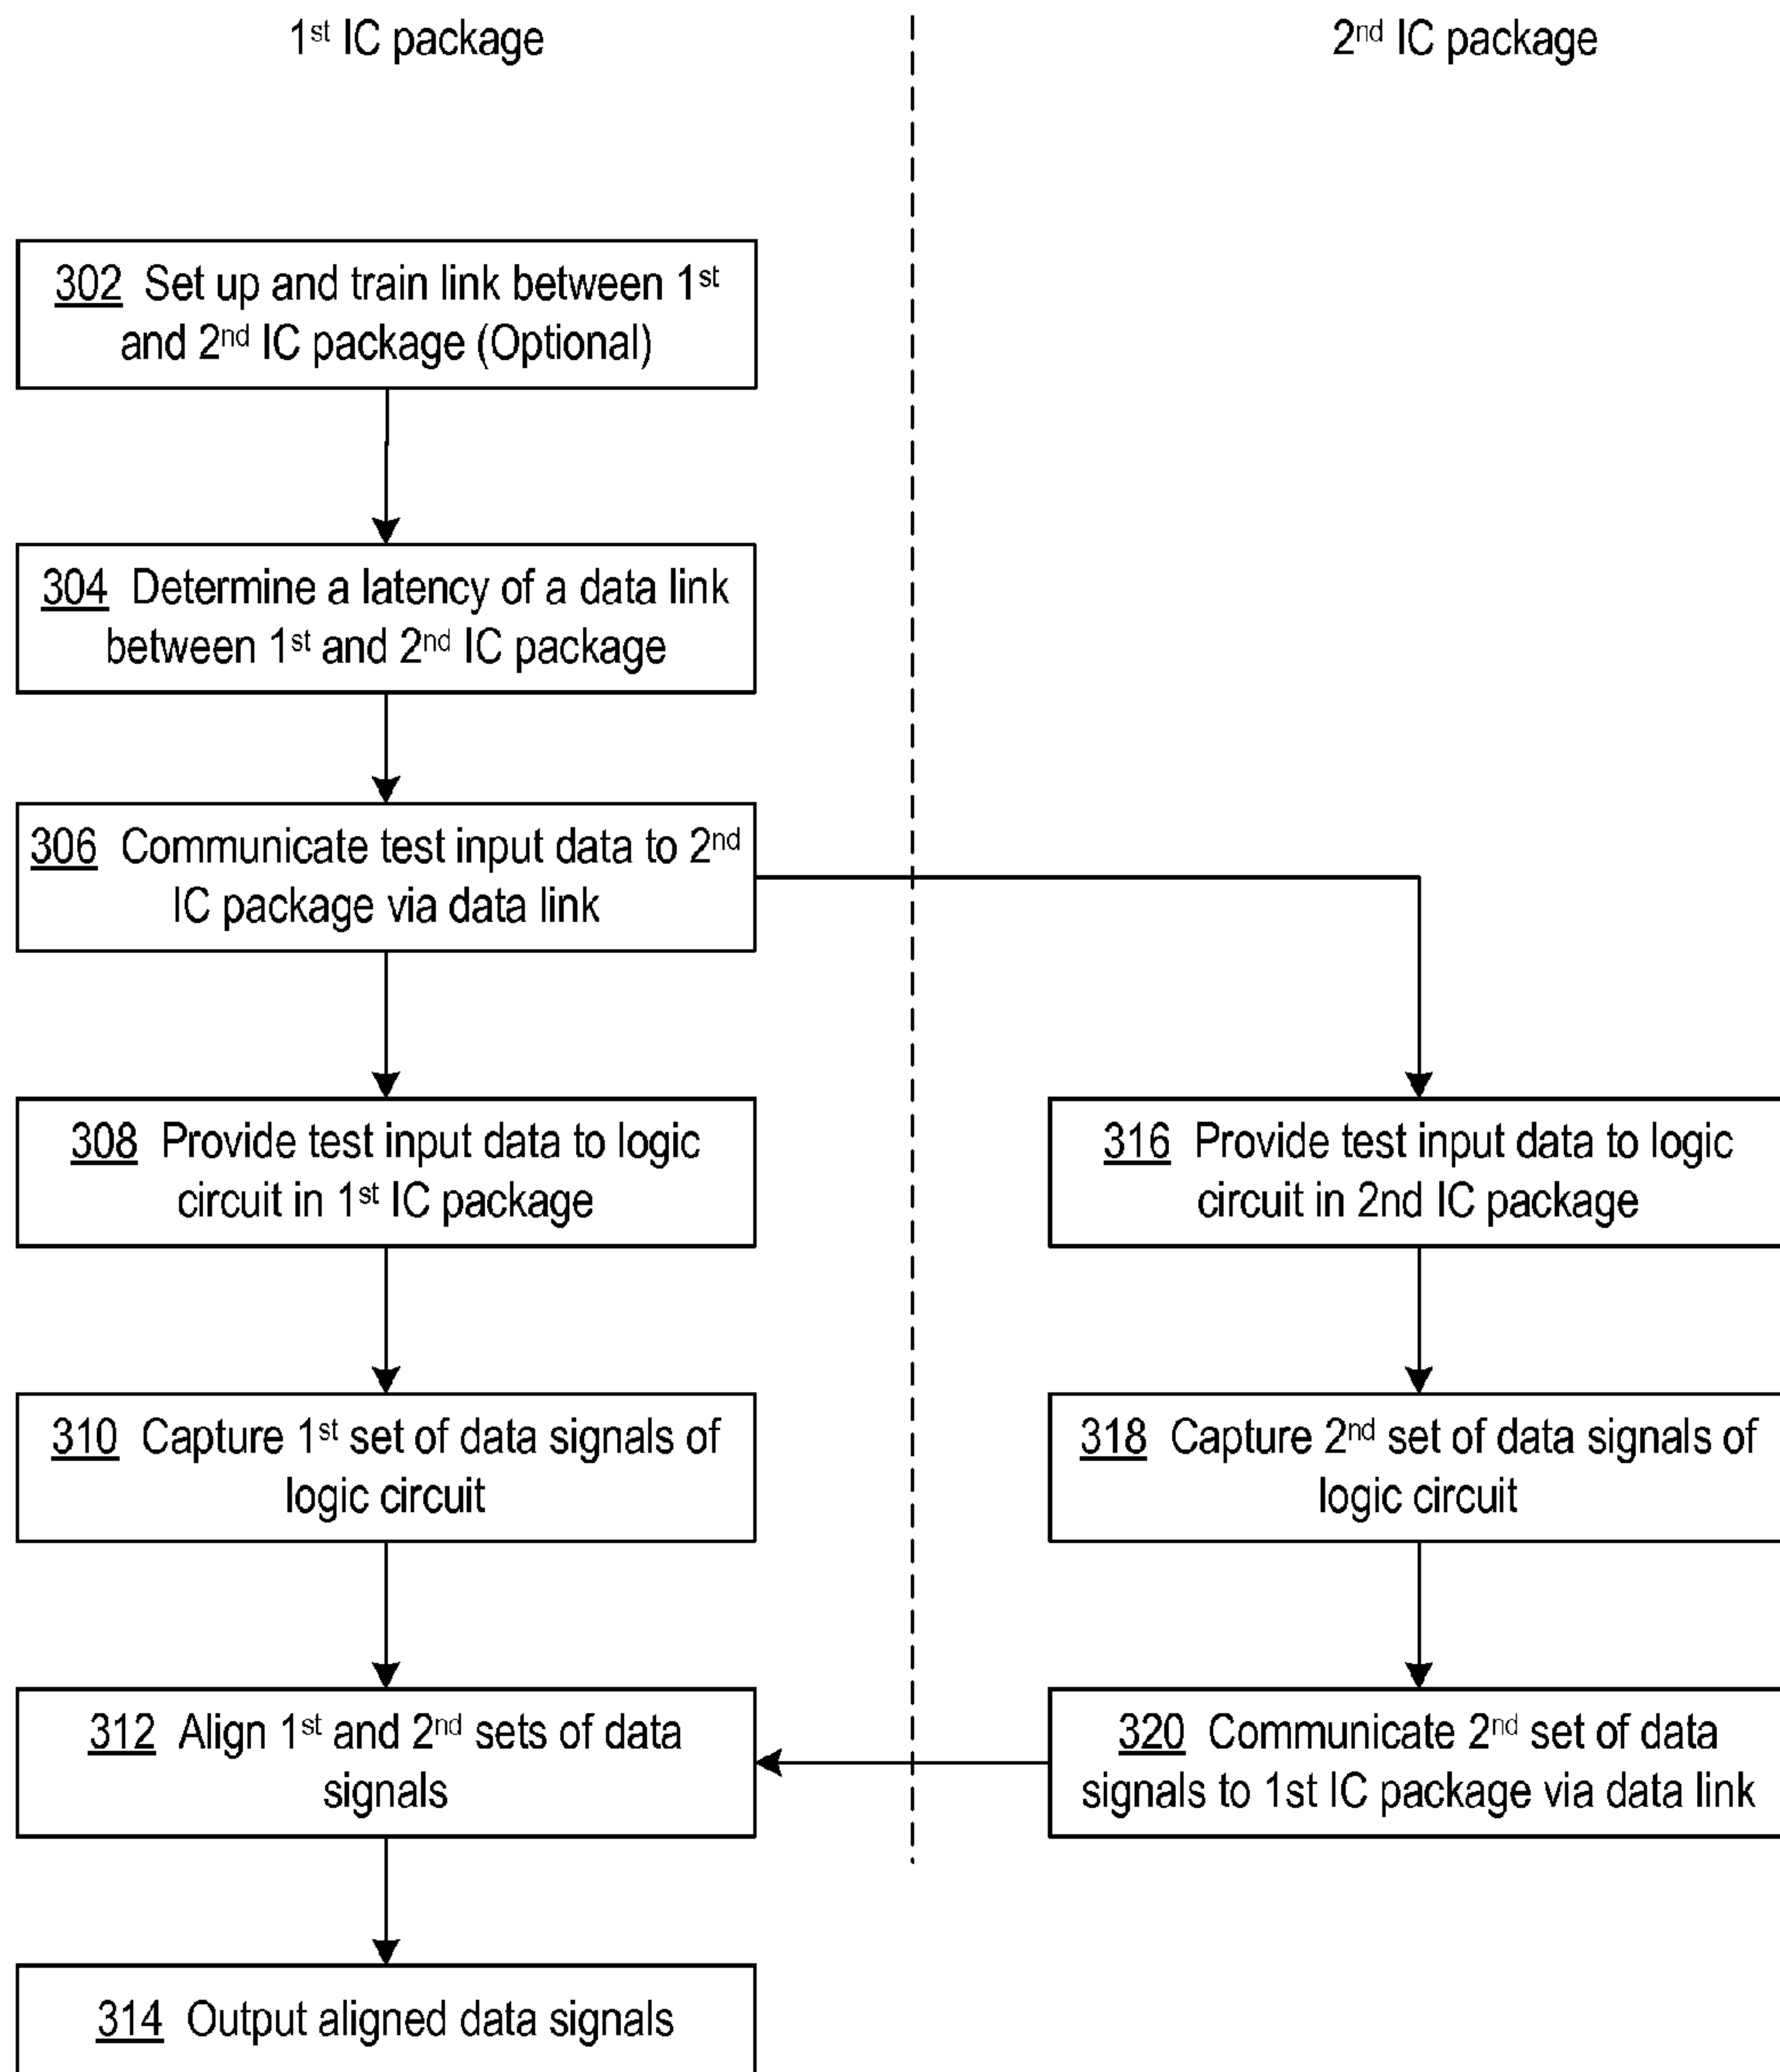 1st IC package
2nd IC package
302 Set up and train link between 1st
and 2nd IC package (Optional)
304 Determine a latency of a data link
between 1st and 2nd IC package
306 Communicate test input data to 2nd
IC package via data link
308 Provide test input data to logic
circuit in 1st IC package
310 Capture 1st set of data signals of
logic circuit
312 Align 1st and 2nd sets of data
signals
314 Output aligned data signals
316 Provide test input data to logic
circuit in 2nd IC package
318 Capture 2nd set of data signals of
logic circuit
320 Communicate 2nd set of data
signals to 1st IC package via data link